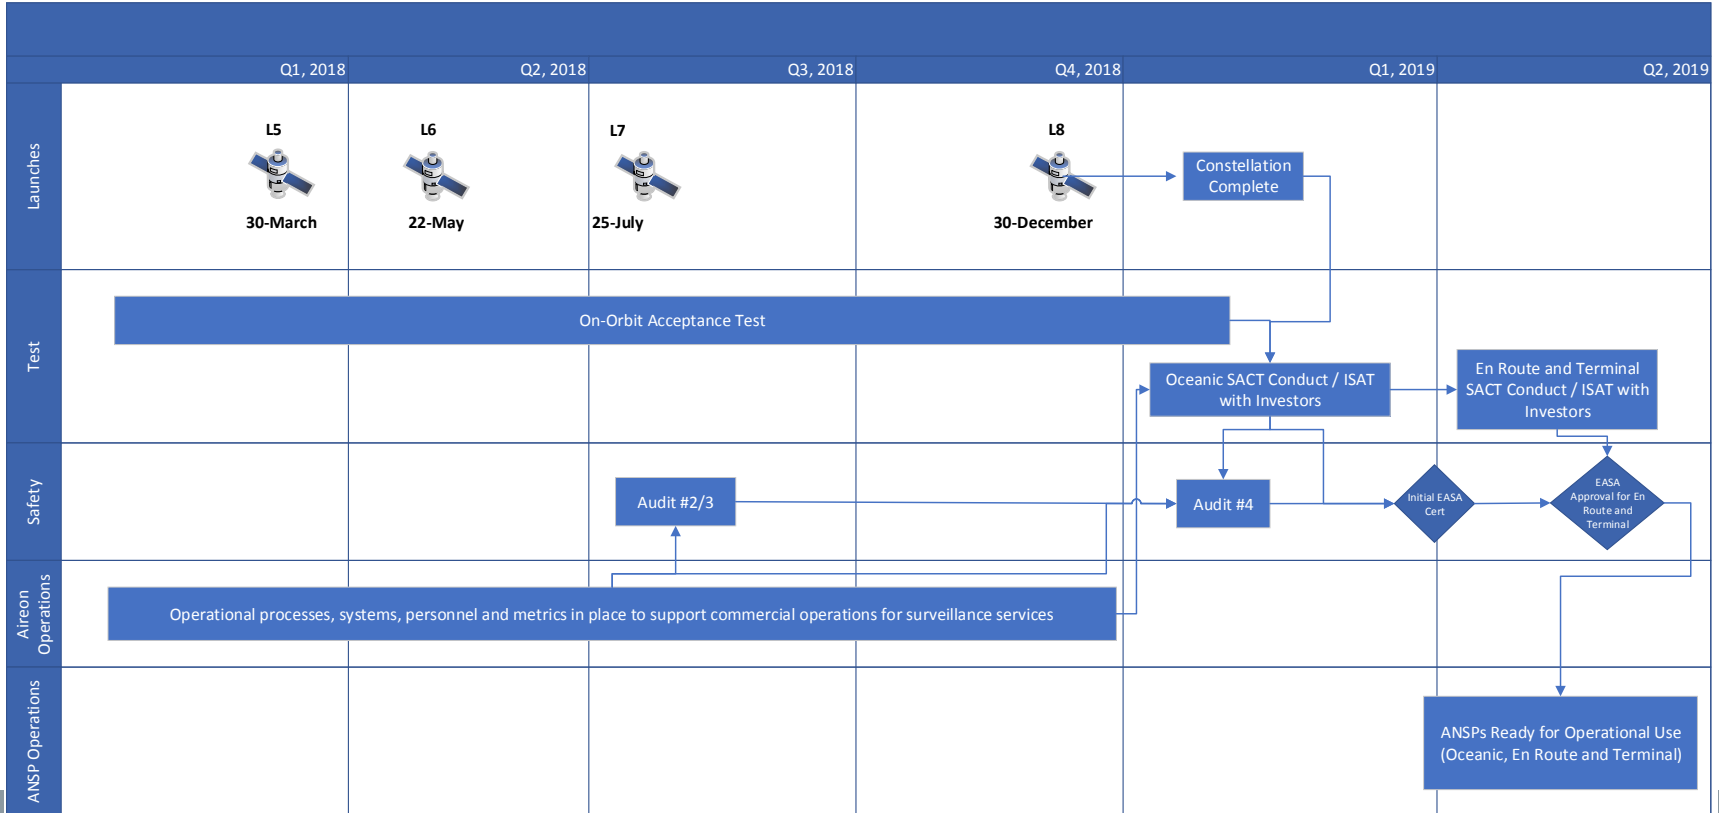 Q1, 2018
Q2, 2018
Q3, 2018
Q4, 2018
Q1, 2019
Q2, 2019
Launches
L5
L6
L7
L8
30-March
22-May
25-July
30-December
Constellation
Complete
Test
On-Orbit Acceptance Test
Oceanic SACT Conduct / ISAT
with Investors
En Route and Terminal
SACT Conduct / ISAT with
Investors
Safety
Audit #2/3
Audit #4
Initial EASA
Cert
EASA
Approval for En
Route and
Terminal
Aireon
Operations
Operational processes, systems, personnel and metrics in place to support commercial operations for surveillance services
ANSP Operations
ANSPs Ready for Operational Use
(Oceanic, En Route and Terminal)